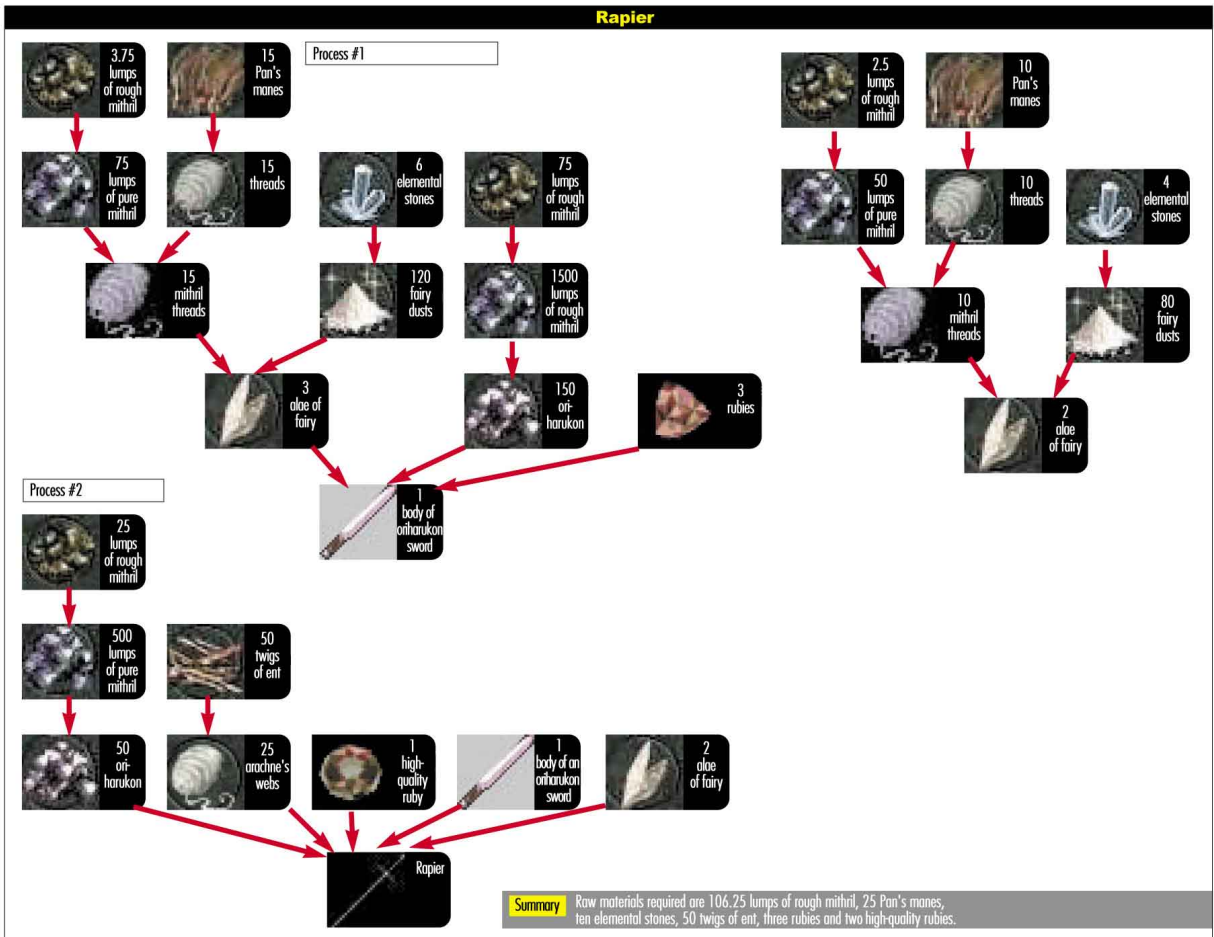 Rapier
Process #1
3.75
lumps
of rough
mithril
15
Pan's
manes
75
lumps
of pure
mithril
15
threads
6
elemental
stones
75
lumps
of rough
mithril
15
mithril
threads
120
fairy
dusts
1500
lumps
of rough
mithril
3
alae of
fairy
150
ori-
harukon
3
rubies
1
body of
oriharukon
sword
2.5
lumps
of rough
mithril
10
Pan's
manes
50
lumps
of pure
mithril
10
threads
4
elemental
stones
10
mithril
threads
80
fairy
dusts
2
alae
of fairy
Process #2
25
lumps
of rough
mithril
500
lumps
of pure
mithril
50
twigs
of ent
50
ori-
harukon
25
arachne's
webs
1
high-
quality
ruby
1
body of an
oriharukon
sword
2
alae
of fairy
Rapier
Summary
Raw materials required are 106.25 lumps of rough mithril, 25 Pan's manes,
ten elemental stones, 50 twigs of ent, three rubies and two high-quality rubies.